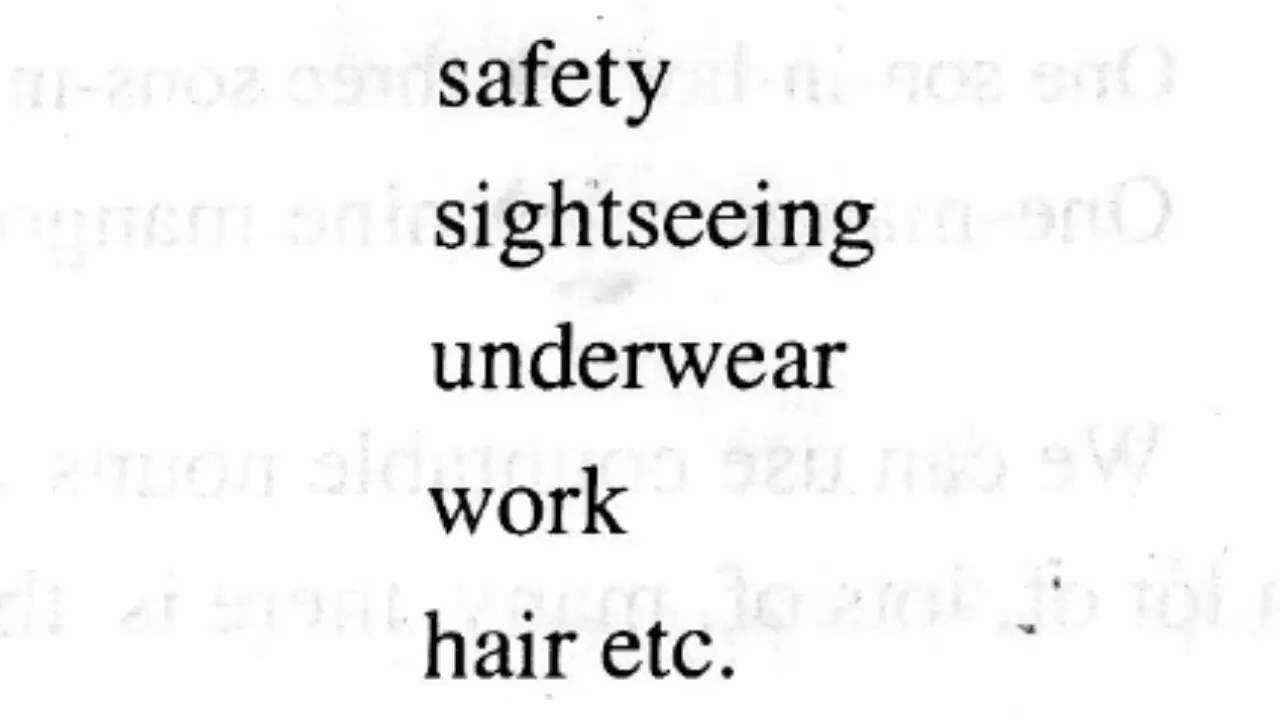 safety
sightseeing
underwear
work
hair etc.